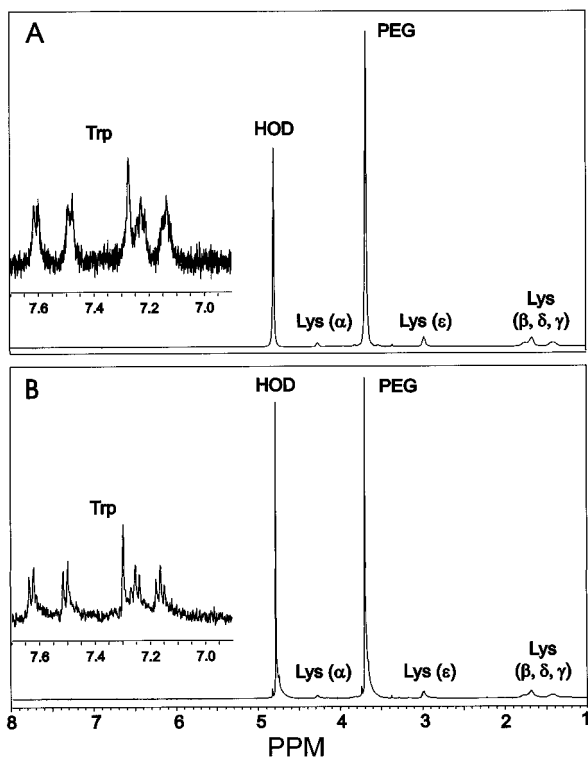 A
PEG
HOD
Trp
Lys (α)
Lys (ε)
Lys
(β, δ, γ)
7.6 7.4 7.2 7.0
B
HOD
PEG
Trp
Lys (α)
Lys (ε)
Lys
(β, δ, γ)
7.6 7.4 7.2 7.0
8 7 6 5 4 3 2 1
PPM